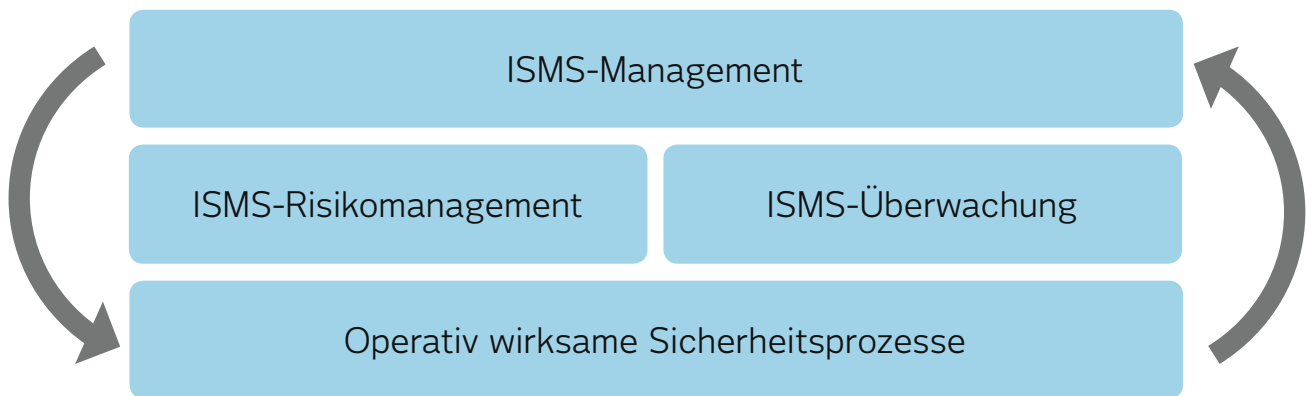 ISMS-Management
ISMS-Risikomanagement
ISMS-Überwachung
Operativ wirksame Sicherheitsprozesse